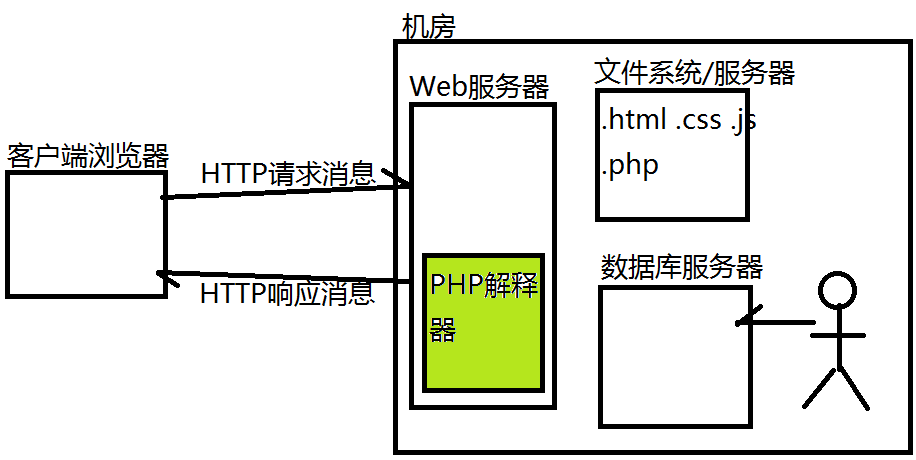 机房
Web服务器
文件系统/服务器
.html .css .js
.php
客户端浏览器
HTTP请求消息
HTTP响应消息
PHP解释
器
数据库服务器